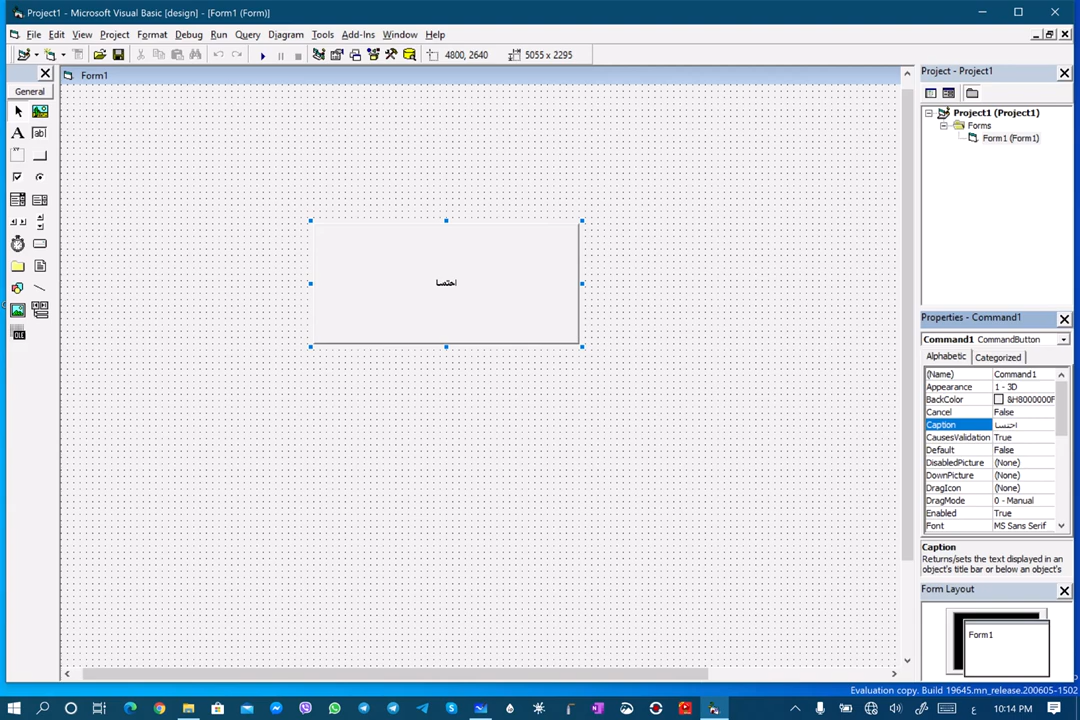 Project1 - Microsoft Visual Basic [design] - [Form1 (Form)]
File Edit View Project Format Debug Run Query Diagram Tools Add-Ins Window Help
4800, 2640 5055 x 2295
General
Form1
A ab|
XY
OLE
احتسا
Project - Project1
Project1 (Project1)
Forms
Form1 (Form1)
Properties - Command1
Command1 CommandButton
Alphabetic Categorized
(Name) Command1
Appearance 1 - 3D
BackColor &H8000000F
Cancel False
Caption احتسا
CausesValidation True
Default False
DisabledPicture (None)
DownPicture (None)
DragIcon (None)
DragMode 0 - Manual
Enabled True
Font MS Sans Serif
Caption
Returns/sets the text displayed in an
object's title bar or below an object's
Form Layout
Form1
Evaluation copy. Build 19645.mn_release.200605-1502
ع 10:14 PM